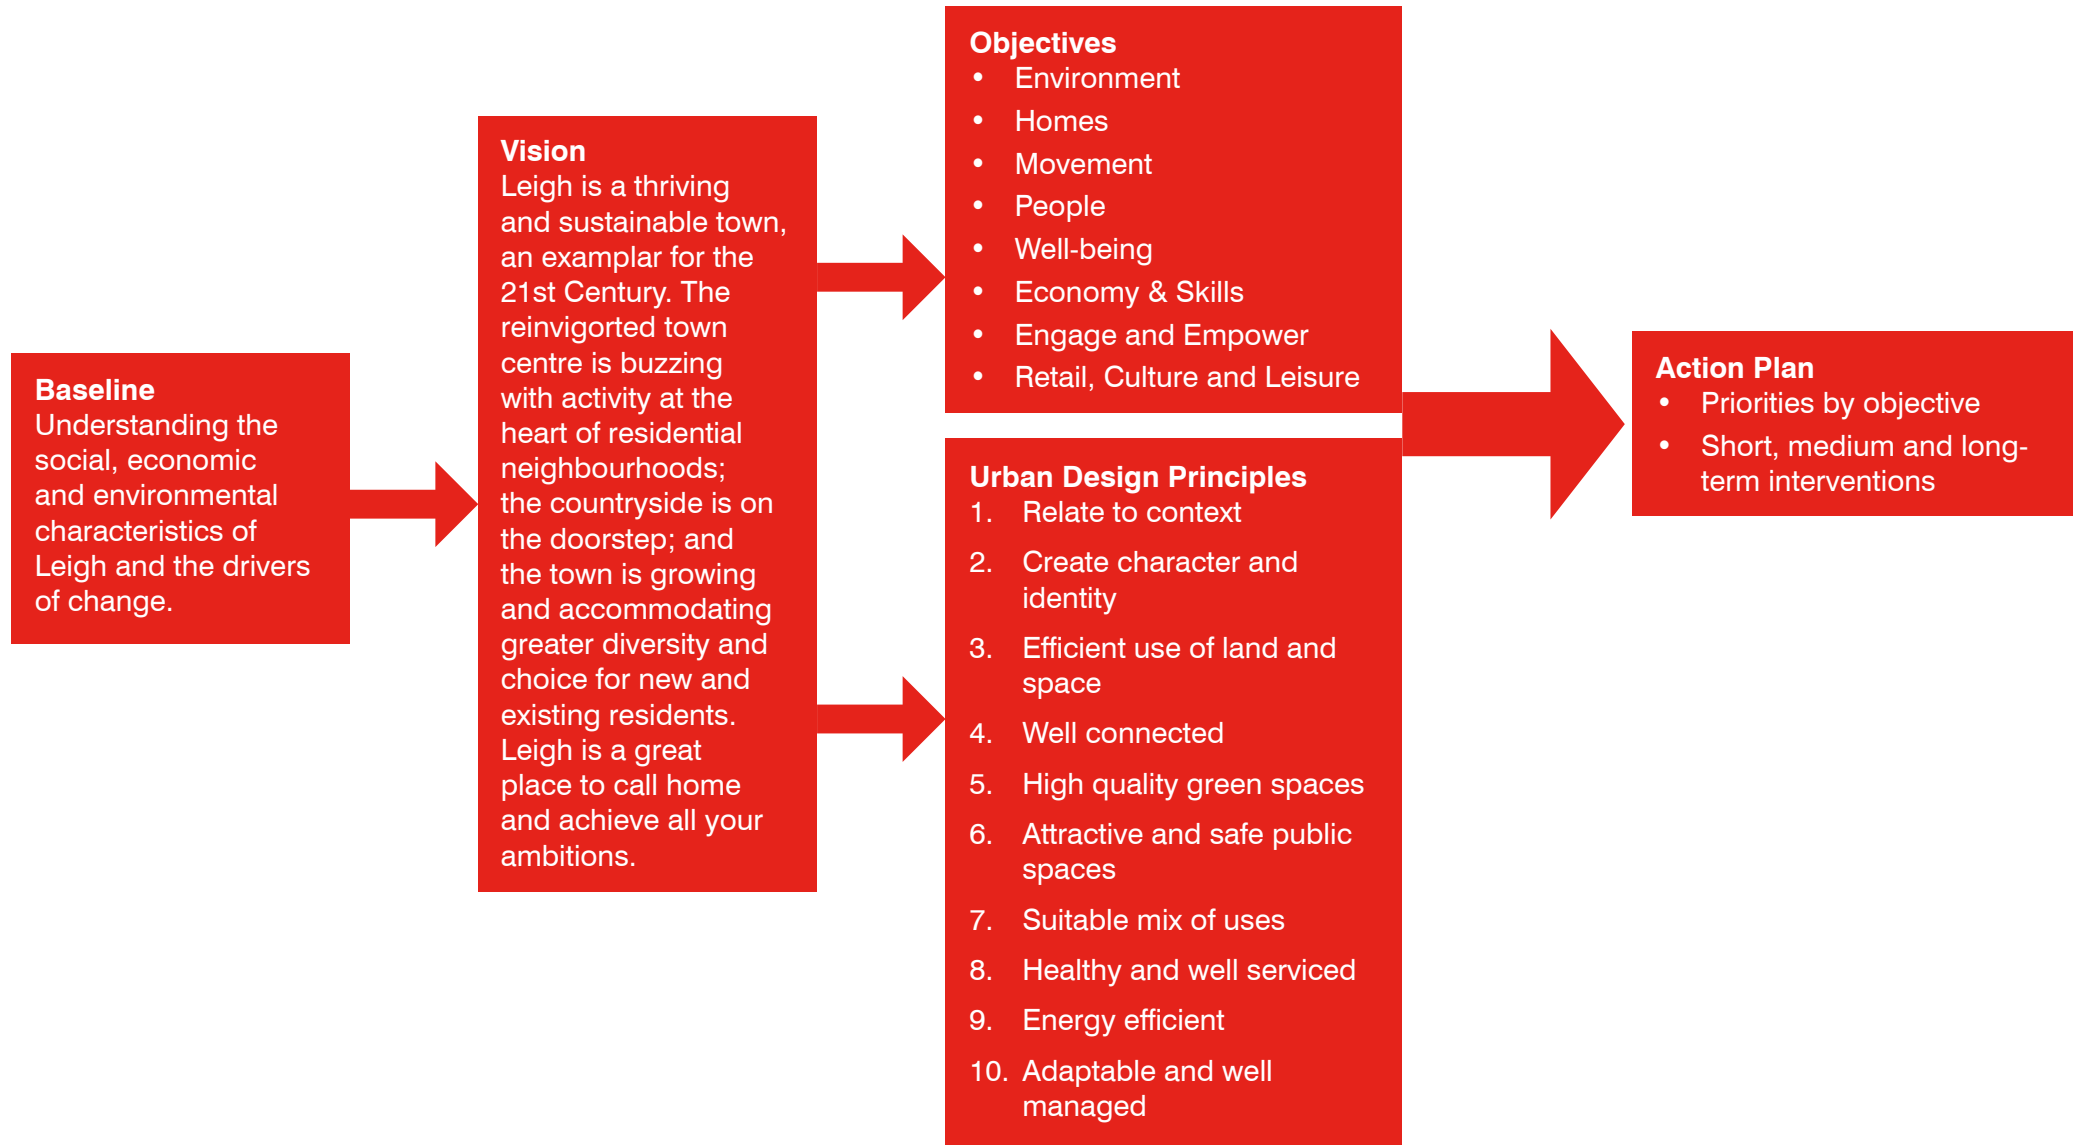 Baseline
Understanding the
social, economic
and environmental
characteristics of
Leigh and the drivers
of change.
Vision
Leigh is a thriving
and sustainable town,
an examplar for the
21st Century. The
reinvigorted town
centre is buzzing
with activity at the
heart of residential
neighbourhoods;
the countryside is on
the doorstep; and
the town is growing
and accommodating
greater diversity and
choice for new and
existing residents.
Leigh is a great
place to call home
and achieve all your
ambitions.
Objectives
• Environment
• Homes
• Movement
• People
• Well-being
• Economy & Skills
• Engage and Empower
• Retail, Culture and Leisure
Urban Design Principles
1. Relate to context
2. Create character and
identity
3. Efficient use of land and
space
4. Well connected
5. High quality green spaces
6. Attractive and safe public
spaces
7. Suitable mix of uses
8. Healthy and well serviced
9. Energy efficient
10. Adaptable and well
managed
Action Plan
• Priorities by objective
• Short, medium and long-
term interventions